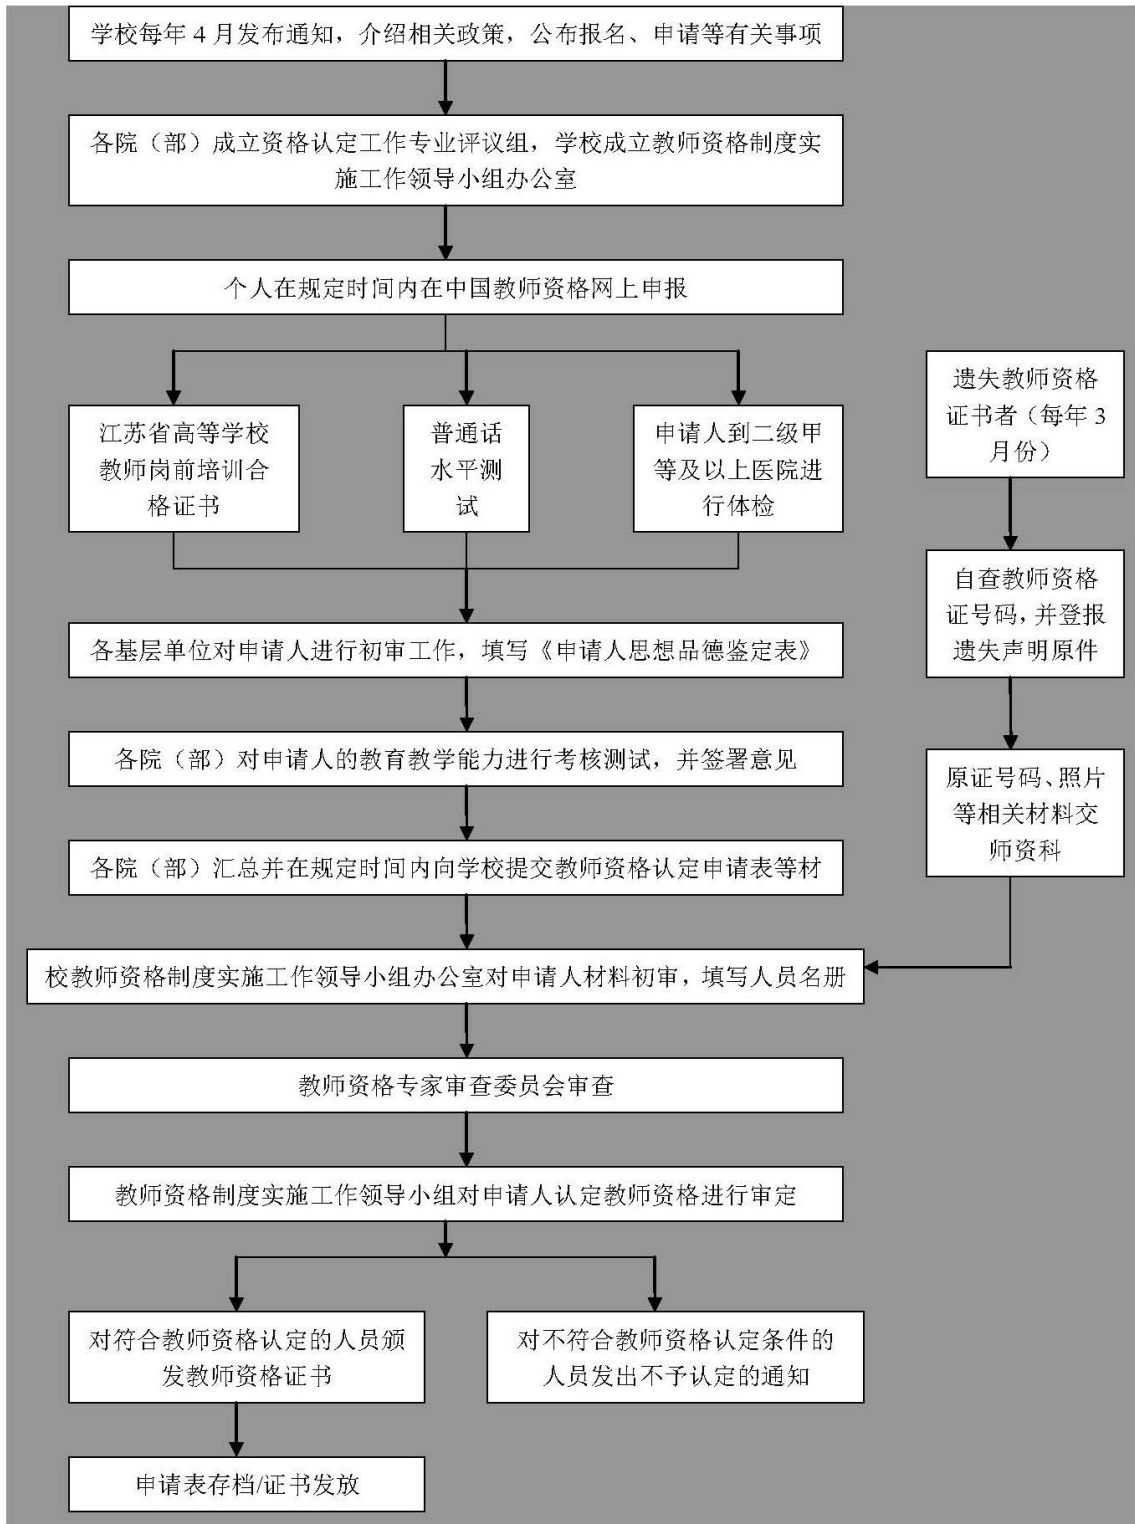 学校每年 4 月发布通知，介绍相关政策，公布报名、申请等有关事项
各院（部）成立资格认定工作专业评议组，学校成立教师资格制度实
施工作领导小组办公室
个人在规定时间内在中国教师资格网上申报
江苏省高等学校
教师岗前培训合
格证书
普通话
水平测
试
申请人到二级甲
等及以上医院进
行体检
各基层单位对申请人进行初审工作，填写《申请人思想品德鉴定表》
各院（部）对申请人的教育教学能力进行考核测试，并签署意见
各院（部）汇总并在规定时间内向学校提交教师资格认定申请表等材
遗失教师资格
证书者（每年 3
月份）
自查教师资格
证号码，并登报
遗失声明原件
原证号码、照片
等相关材料交
师资科
校教师资格制度实施工作领导小组办公室对申请人材料初审，填写人员名册
教师资格专家审查委员会审查
教师资格制度实施工作领导小组对申请人认定教师资格进行审定
对符合教师资格认定的人员颁
发教师资格证书
对不符合教师资格认定条件的
人员发出不予认定的通知
申请表存档/证书发放